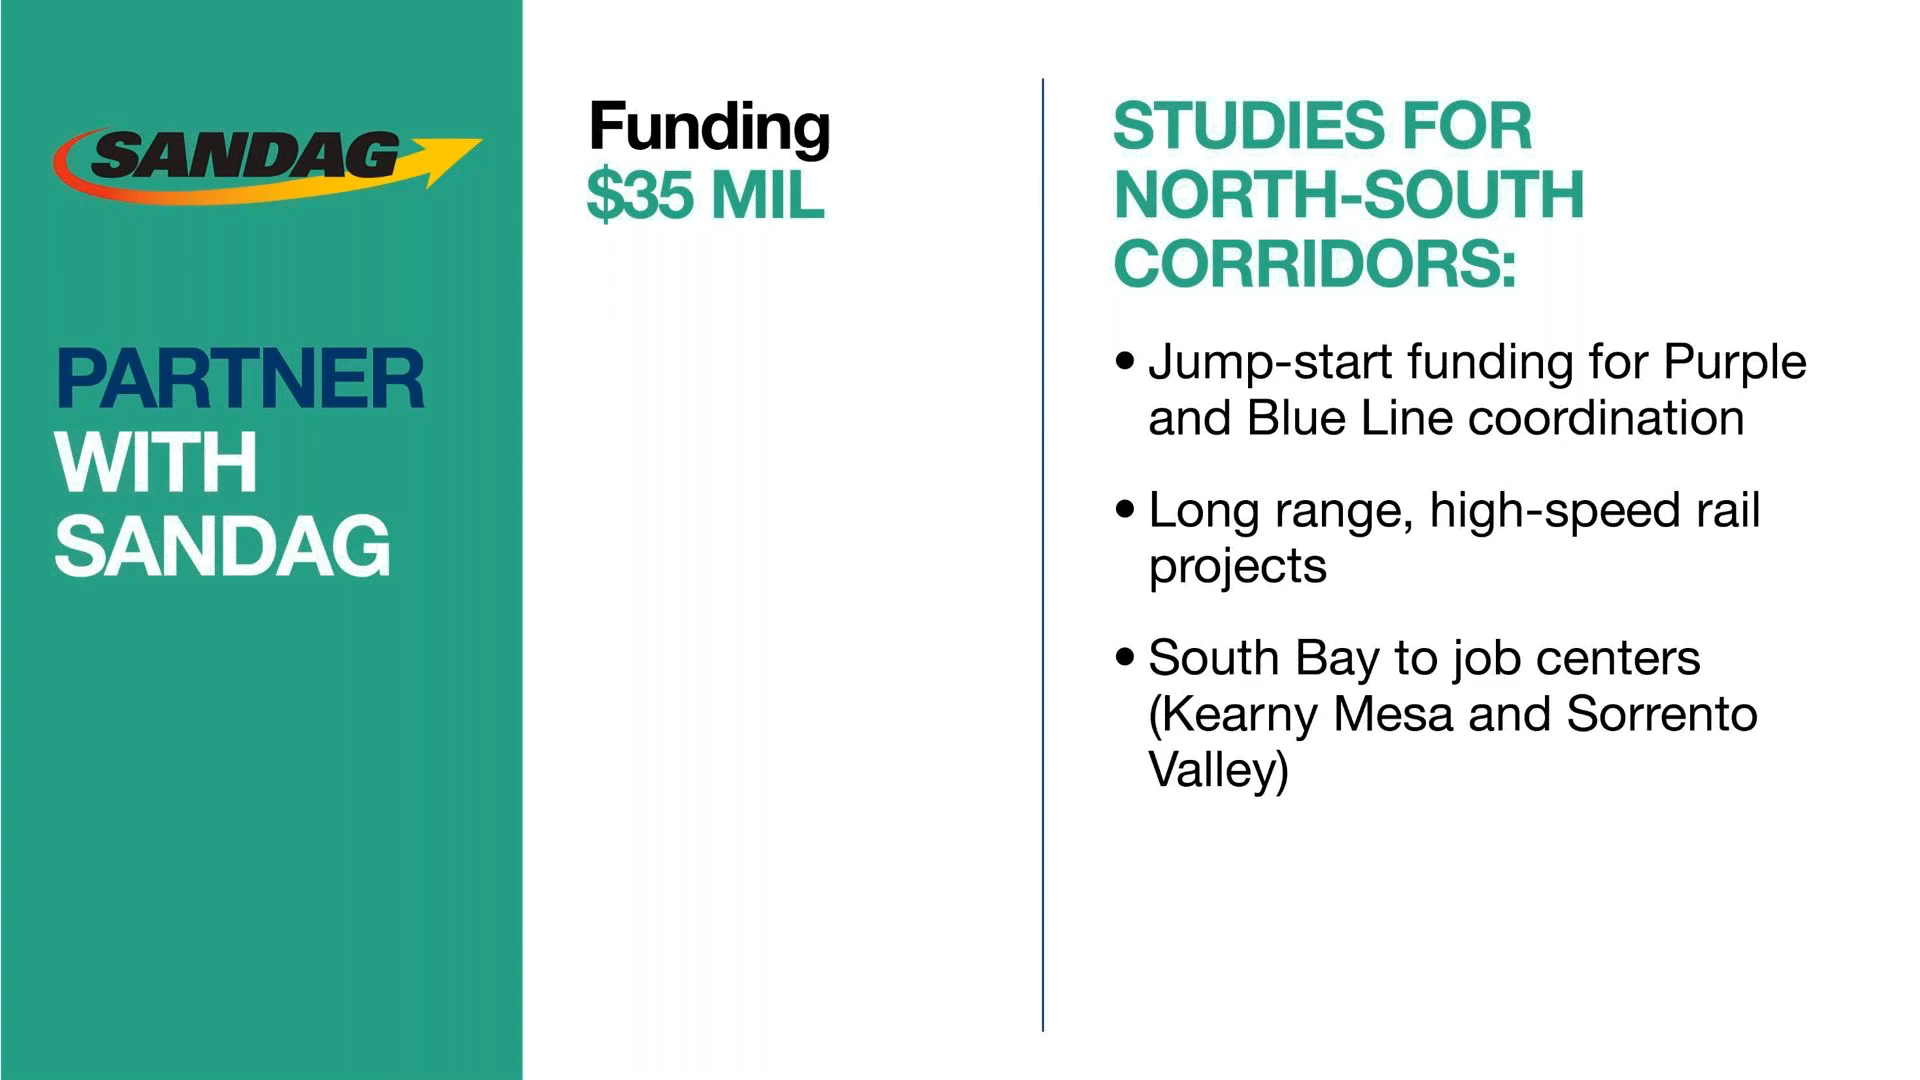 SANDAG
PARTNER
WITH
SANDAG
Funding
$35 MIL
STUDIES FOR
NORTH-SOUTH
CORRIDORS:
• Jump-start funding for Purple
and Blue Line coordination
• Long range, high-speed rail
projects
• South Bay to job centers
(Kearny Mesa and Sorrento
Valley)